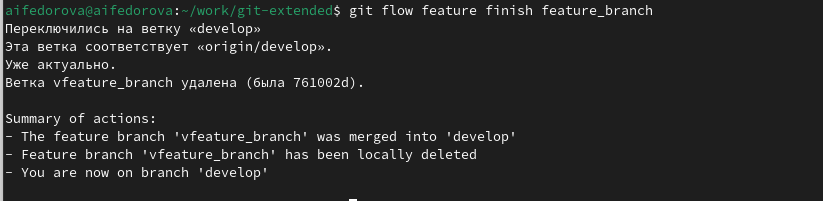 aifedorova@aifedorova:~/work/git-extended$ git flow feature finish feature_branch
Переключились на ветку «develop»
Эта ветка соответствует «origin/develop».
Уже актуально.
Ветка vfeature_branch удалена (была 761002d).
Summary of actions:
- The feature branch 'vfeature_branch' was merged into 'develop'
- Feature branch 'vfeature_branch' has been locally deleted
- You are now on branch 'develop'